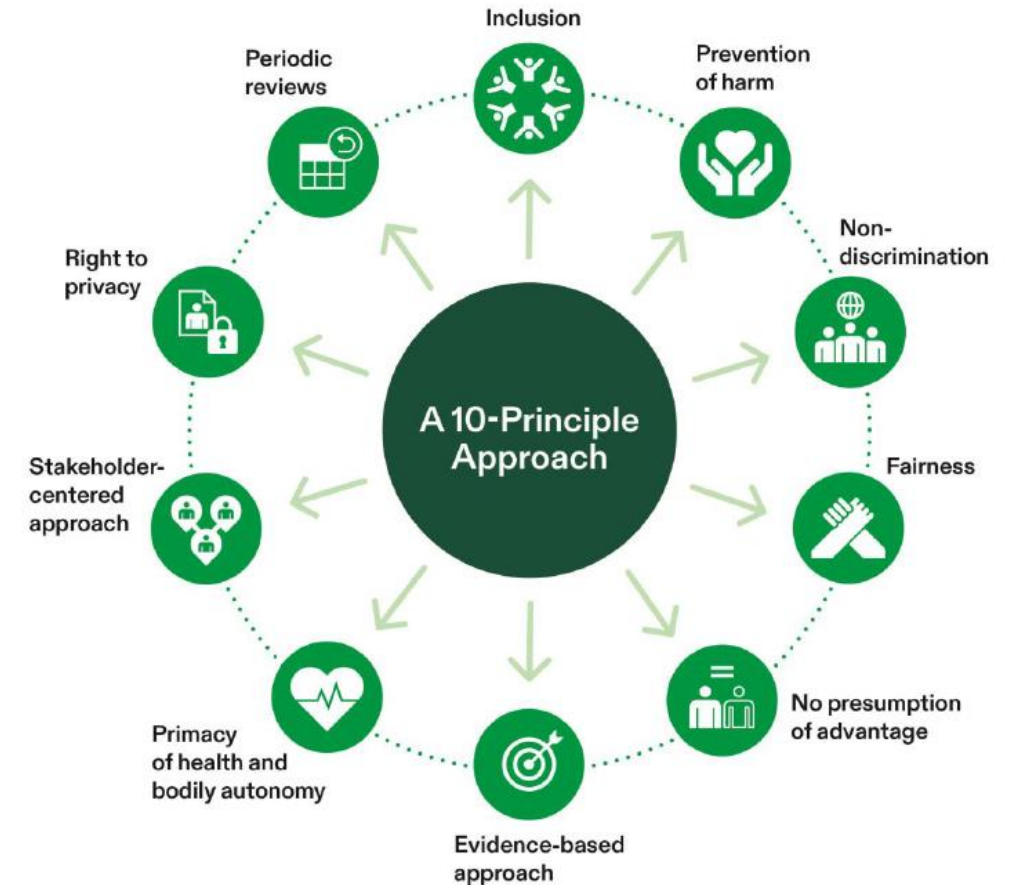 Inclusion
Prevention
of harm
Non-
discrimination
Fairness
No presumption
of advantage
Evidence-based
approach
Primacy
of health and
bodily autonomy
Stakeholder-
centered
approach
Right to
privacy
Periodic
reviews
A 10-Principle
Approach